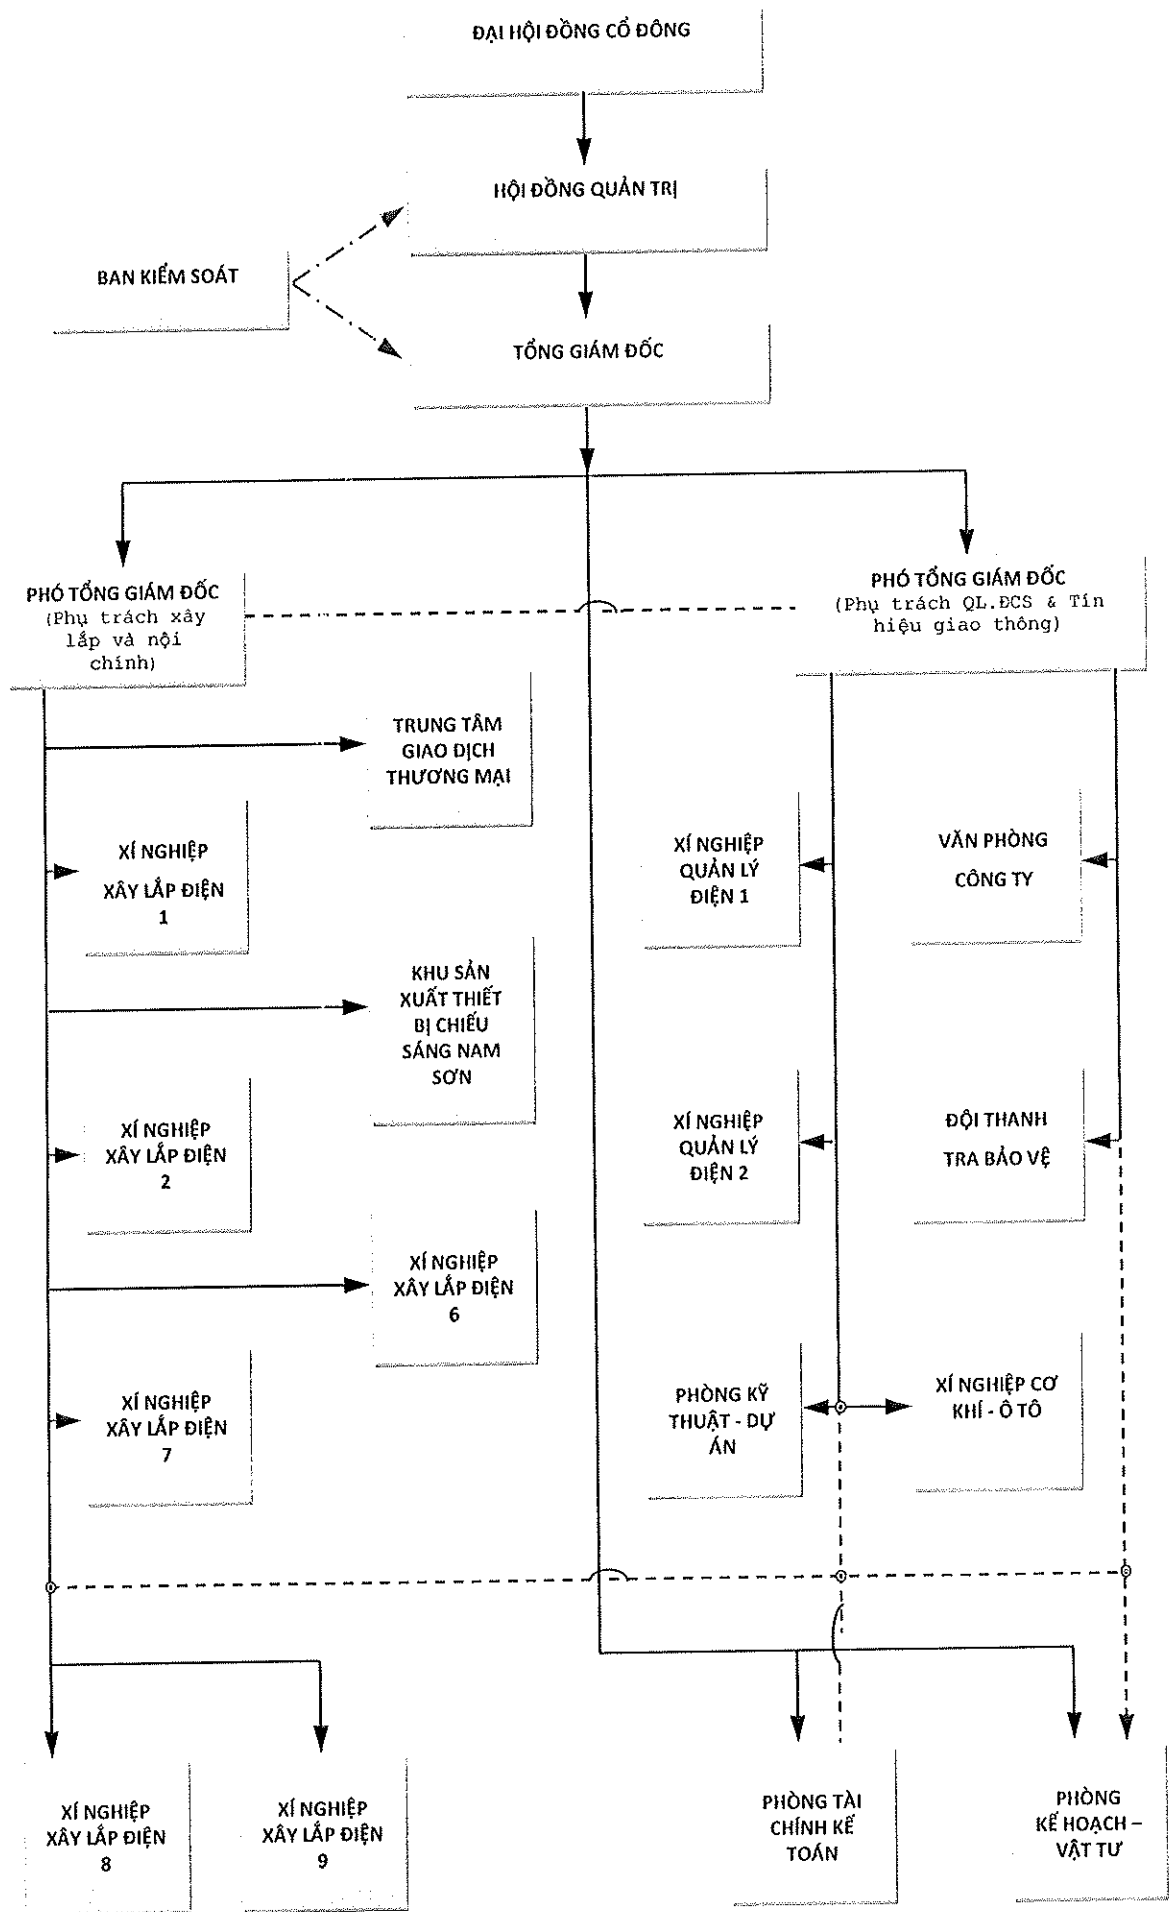 ĐẠI HỘI ĐỒNG CỔ ĐÔNG
HỘI ĐỒNG QUẢN TRỊ
BAN KIỂM SOÁT
TỔNG GIÁM ĐỐC
PHÓ TỔNG GIÁM ĐỐC
(Phụ trách xây
lắp và nội
chính)
PHÓ TỔNG GIÁM ĐỐC
(Phụ trách QL.ĐCS & Tín
hiệu giao thông)
TRUNG TÂM
GIAO DỊCH
THƯƠNG MẠI
XÍ NGHIỆP
XÂY LẮP ĐIỆN
1
XÍ NGHIỆP
QUẢN LÝ
ĐIỆN 1
VĂN PHÒNG
CÔNG TY
KHU SẢN
XUẤT THIẾT
BỊ CHIẾU
SÁNG NAM
SƠN
XÍ NGHIỆP
XÂY LẮP ĐIỆN
2
XÍ NGHIỆP
QUẢN LÝ
ĐIỆN 2
ĐỘI THANH
TRA BẢO VỆ
XÍ NGHIỆP
XÂY LẮP ĐIỆN
6
XÍ NGHIỆP
XÂY LẮP ĐIỆN
7
PHÒNG KỸ
THUẬT - DỰ
ÁN
XÍ NGHIỆP CƠ
KHÍ - Ô TÔ
XÍ NGHIỆP
XÂY LẮP ĐIỆN
8
XÍ NGHIỆP
XÂY LẮP ĐIỆN
9
PHÒNG TÀI
CHÍNH KẾ
TOÁN
PHÒNG
KẾ HOẠCH –
VẬT TƯ